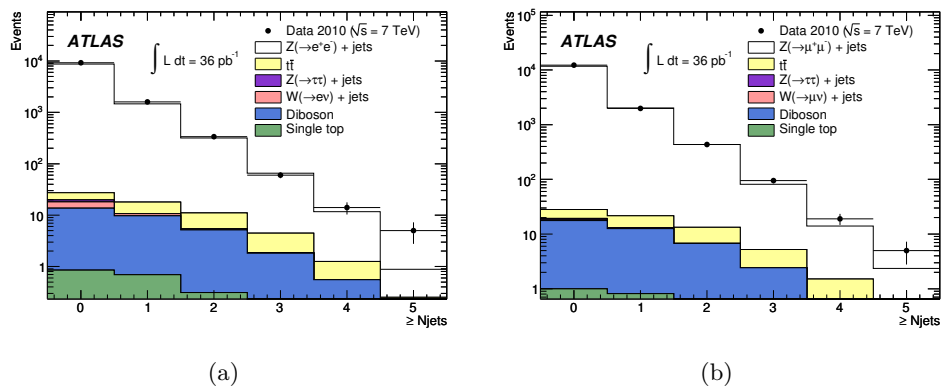 Events
10⁴
10³
10²
10
1
ATLAS
∫ L dt = 36 pb⁻¹
Data 2010 (√s = 7 TeV)
Z(→e⁺e⁻) + jets
tt̄
Z(→ττ) + jets
W(→eν) + jets
Diboson
Single top
0 1 2 3 4 5
≥ Njets
(a)
Events
10⁵
10⁴
10³
10²
10
1
ATLAS
∫ L dt = 36 pb⁻¹
Data 2010 (√s = 7 TeV)
Z(→μ⁺μ⁻) + jets
tt̄
Z(→ττ) + jets
W(→μν) + jets
Diboson
Single top
0 1 2 3 4 5
≥ Njets
(b)